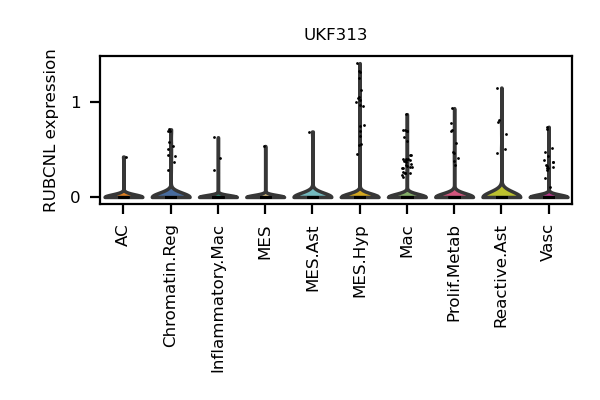 UKF313
RUBCNL expression
1
0
AC
Chromatin.Reg
Inflammatory.Mac
MES
MES.Ast
MES.Hyp
Mac
Prolif.Metab
Reactive.Ast
Vasc